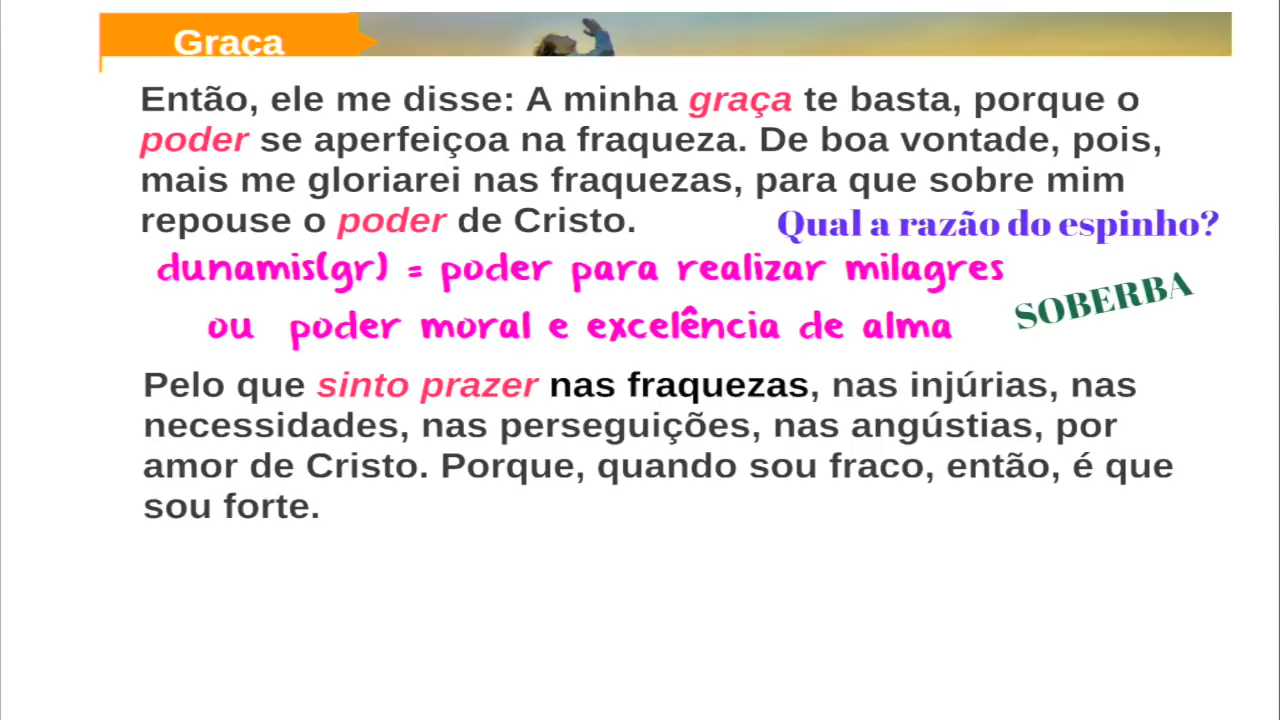 Graça
Então, ele me disse: A minha graça te basta, porque o
poder se aperfeiçoa na fraqueza. De boa vontade, pois,
mais me gloriarei nas fraquezas, para que sobre mim
repouse o poder de Cristo.
Qual a razão do espinho?
dunamis(gr) = poder para realizar milagres
SOBERBA
ou poder moral e excelência de alma
Pelo que sinto prazer nas fraquezas, nas injúrias, nas
necessidades, nas perseguições, nas angústias, por
amor de Cristo. Porque, quando sou fraco, então, é que
sou forte.